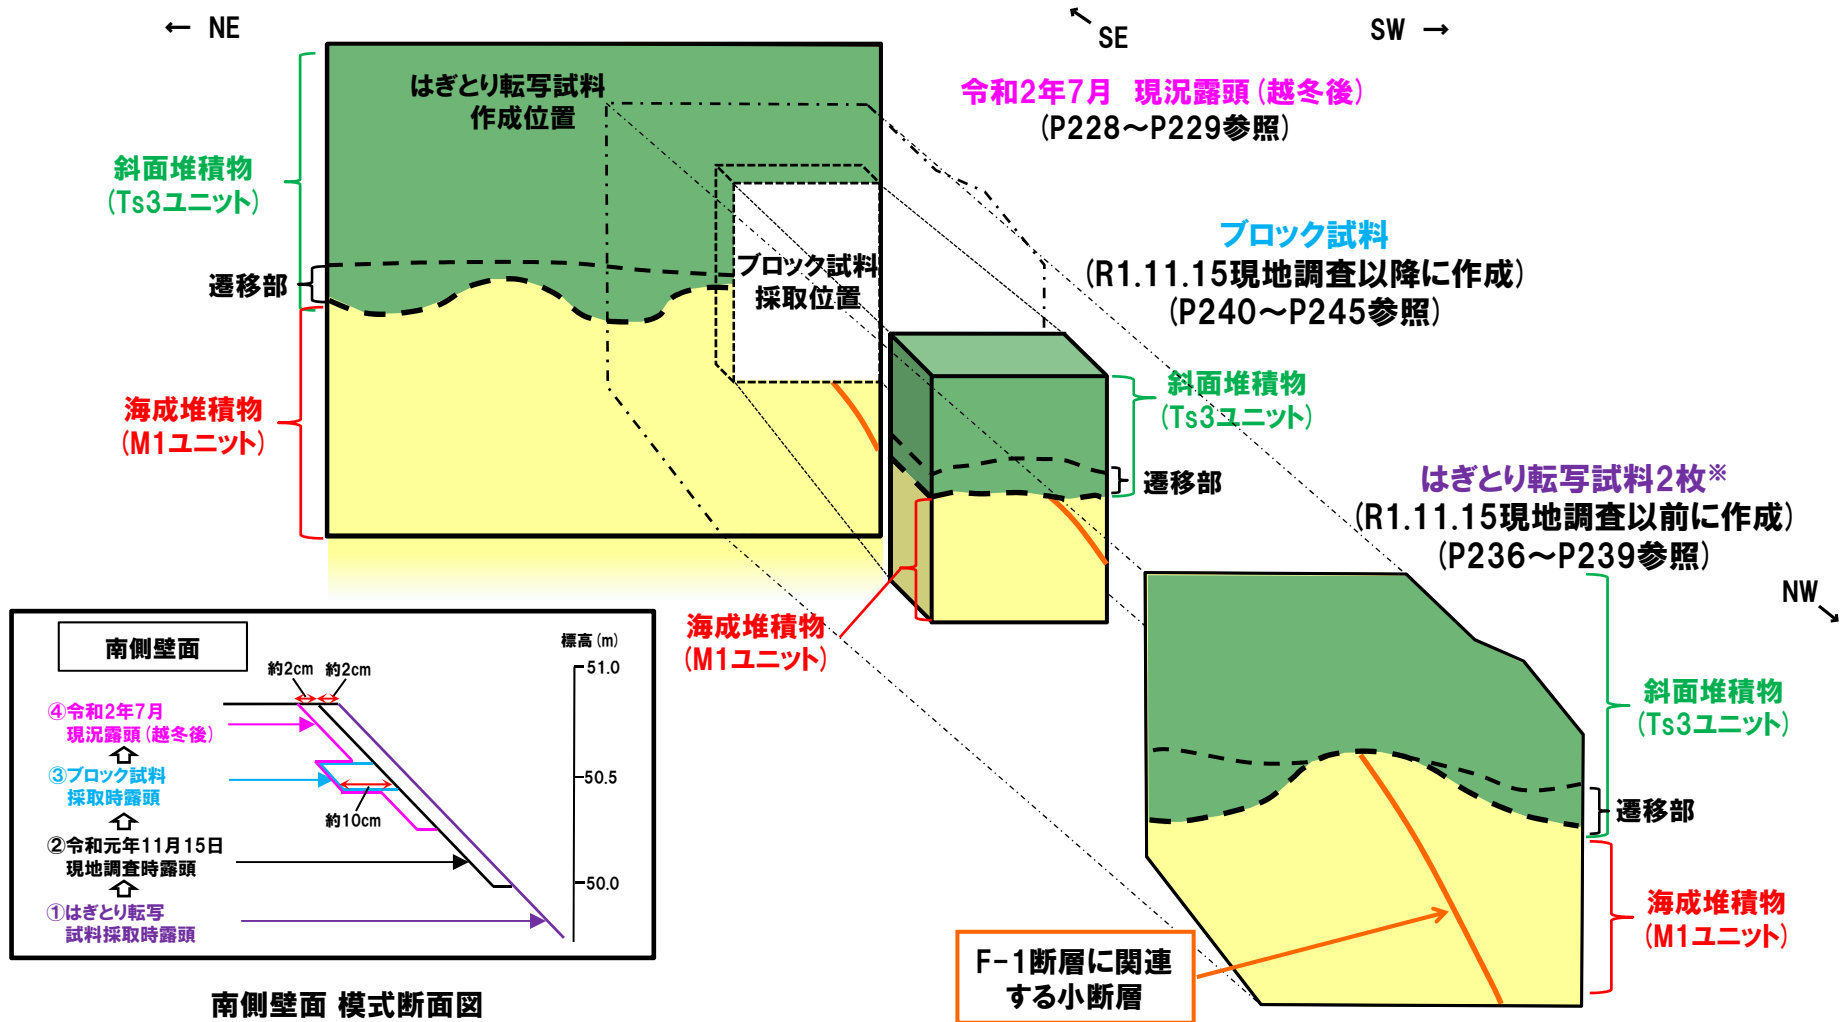 ← NE
SE
SW →
はぎとり転写試料
作成位置
令和2年7月 現況露頭(越冬後)
(P228～P229参照)
斜面堆積物
(Ts3ユニット)
ブロック試料
(R1.11.15現地調査以降に作成)
(P240～P245参照)
遷移部
ブロック試料
採取位置
斜面堆積物
(Ts3ユニット)
海成堆積物
(M1ユニット)
遷移部
はぎとり転写試料2枚※
(R1.11.15現地調査以前に作成)
(P236～P239参照)
NW
海成堆積物
(M1ユニット)
斜面堆積物
(Ts3ユニット)
遷移部
海成堆積物
(M1ユニット)
F-1断層に関連
する小断層
南側壁面
標高(m)
約2cm 約2cm
51.0
④令和2年7月
現況露頭(越冬後)
③ブロック試料
採取時露頭
50.5
約10cm
②令和元年11月15日
現地調査時露頭
50.0
①はぎとり転写
試料採取時露頭
南側壁面 模式断面図